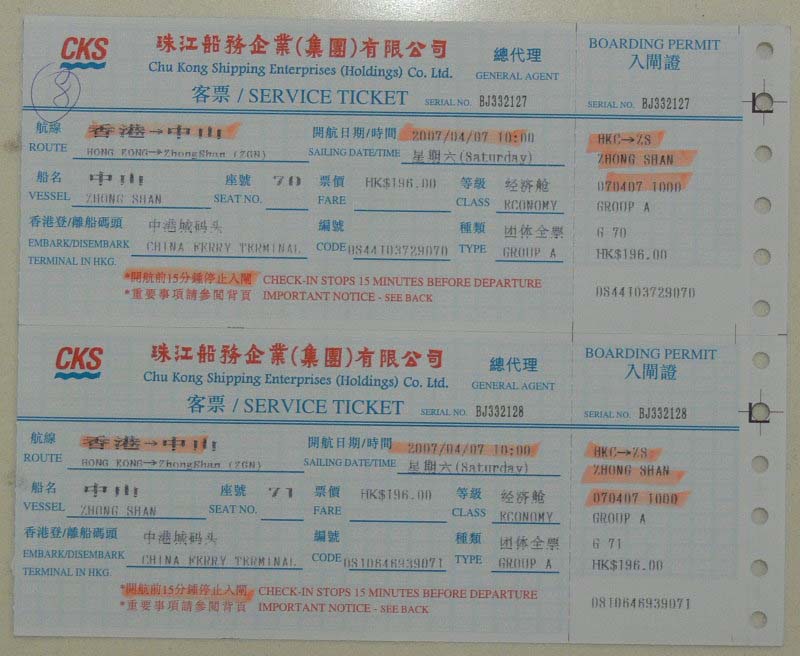 CKS 珠江船務企業(集團)有限公司 總代理 BOARDING PERMIT
Chu Kong Shipping Enterprises (Holdings) Co. Ltd. GENERAL AGENT 入閘證
8 客票 / SERVICE TICKET SERIAL NO. BJ332127 SERIAL NO. BJ332127
航線 香港→中山 開航日期/時間 2007/04/07 10:00 HKC→ZS
ROUTE HONG KONG→ZhongShan (ZGN) SAILING DATE/TIME 星期六(Saturday) ZHONG SHAN
船名 中山 座號 70 票價 HK$196.00 等級 经济舱 070407 1000
VESSEL ZHONG SHAN SEAT NO. FARE CLASS ECONOMY GROUP A
香港登/離船碼頭 中港城码头 編號 種類 团体全票 G 70
EMBARK/DISEMBARK CHINA FERRY TERMINAL CODE 0844103729070 TYPE GROUP A HK$196.00
TERMINAL IN HKG.
*開航前15分鐘停止入閘 CHECK-IN STOPS 15 MINUTES BEFORE DEPARTURE
*重要事項請參閱背頁 IMPORTANT NOTICE - SEE BACK 0844103729070
CKS 珠江船務企業(集團)有限公司 總代理 BOARDING PERMIT
Chu Kong Shipping Enterprises (Holdings) Co. Ltd. GENERAL AGENT 入閘證
客票 / SERVICE TICKET SERIAL NO. BJ332128 SERIAL NO. BJ332128
航線 香港→中山 開航日期/時間 2007/04/07 10:00 HKC→ZS
ROUTE HONG KONG→ZhongShan (ZGN) SAILING DATE/TIME 星期六(Saturday) ZHONG SHAN
船名 中山 座號 71 票價 HK$196.00 等級 经济舱 070407 1000
VESSEL ZHONG SHAN SEAT NO. FARE CLASS ECONOMY GROUP A
香港登/離船碼頭 中港城码头 編號 種類 团体全票 G 71
EMBARK/DISEMBARK CHINA FERRY TERMINAL CODE 0810646939071 TYPE GROUP A HK$196.00
TERMINAL IN HKG.
*開航前15分鐘停止入閘 CHECK-IN STOPS 15 MINUTES BEFORE DEPARTURE
*重要事項請參閱背頁 IMPORTANT NOTICE - SEE BACK 0810646939071